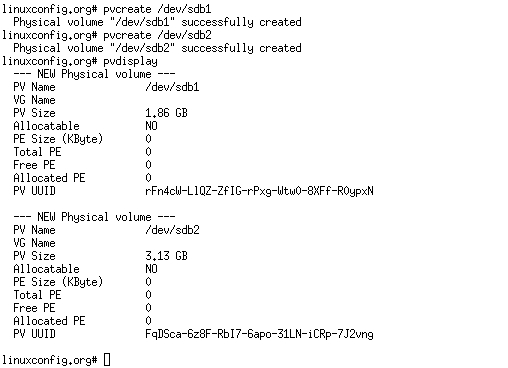 linuxconfig.org# pvcreate /dev/sdb1
  Physical volume "/dev/sdb1" successfully created
linuxconfig.org# pvcreate /dev/sdb2
  Physical volume "/dev/sdb2" successfully created
linuxconfig.org# pvdisplay
  --- NEW Physical volume ---
  PV Name               /dev/sdb1
  VG Name
  PV Size               1.86 GB
  Allocatable           NO
  PE Size (KByte)       0
  Total PE              0
  Free PE               0
  Allocated PE          0
  PV UUID               rFn4cW-LlQZ-ZfIG-rPxg-WtwO-8XFf-R0ypxN

  --- NEW Physical volume ---
  PV Name               /dev/sdb2
  VG Name
  PV Size               3.13 GB
  Allocatable           NO
  PE Size (KByte)       0
  Total PE              0
  Free PE               0
  Allocated PE          0
  PV UUID               FqDSca-6z8F-RbI7-6apo-31LN-iCRp-7J2vng

linuxconfig.org#